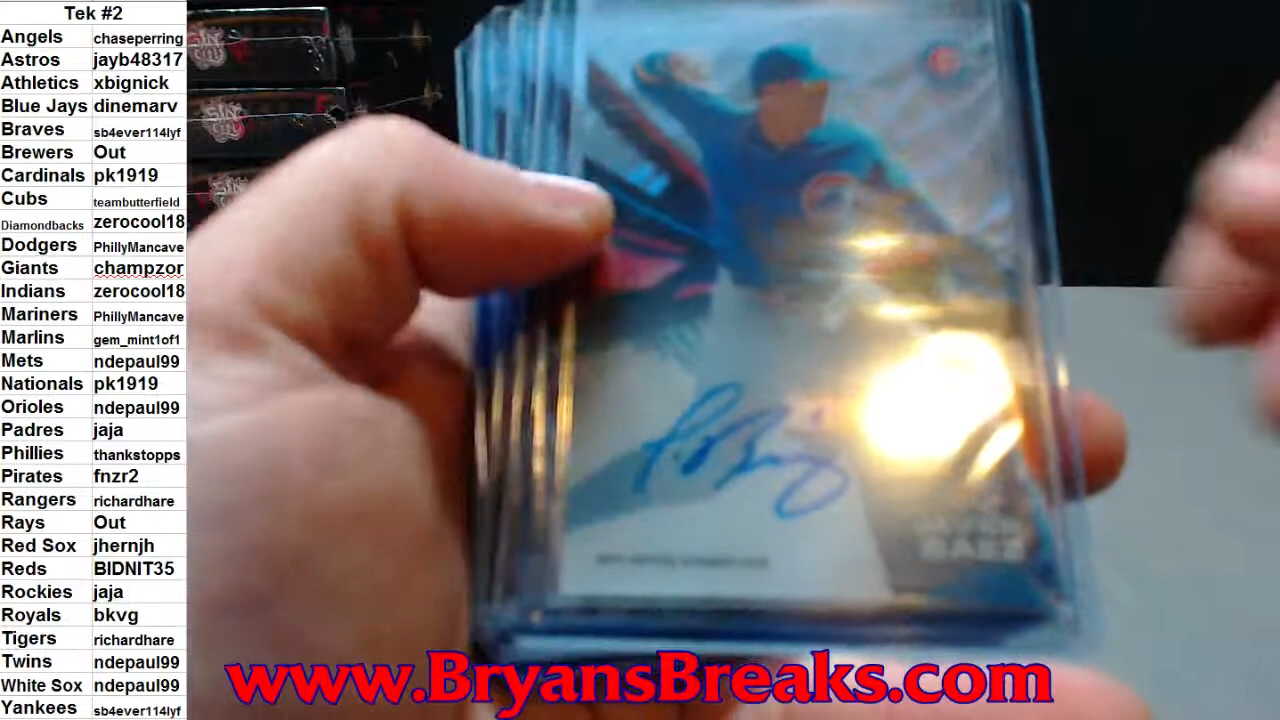 Tek #2
Angels chaseperring
Astros jayb48317
Athletics xbignick
Blue Jays dinemarv
Braves sb4ever114lyf
Brewers Out
Cardinals pk1919
Cubs teambutterfield
Diamondbacks zerocool18
Dodgers PhillyMancave
Giants champzor
Indians zerocool18
Mariners PhillyMancave
Marlins gem_mint1of1
Mets ndepaul99
Nationals pk1919
Orioles ndepaul99
Padres jaja
Phillies thankstopps
Pirates fnzr2
Rangers richardhare
Rays Out
Red Sox jhernjh
Reds BIDNIT35
Rockies jaja
Royals bkvg
Tigers richardhare
Twins ndepaul99
White Sox ndepaul99
Yankees sb4ever114lyf
BAEZ
www.BryansBreaks.com